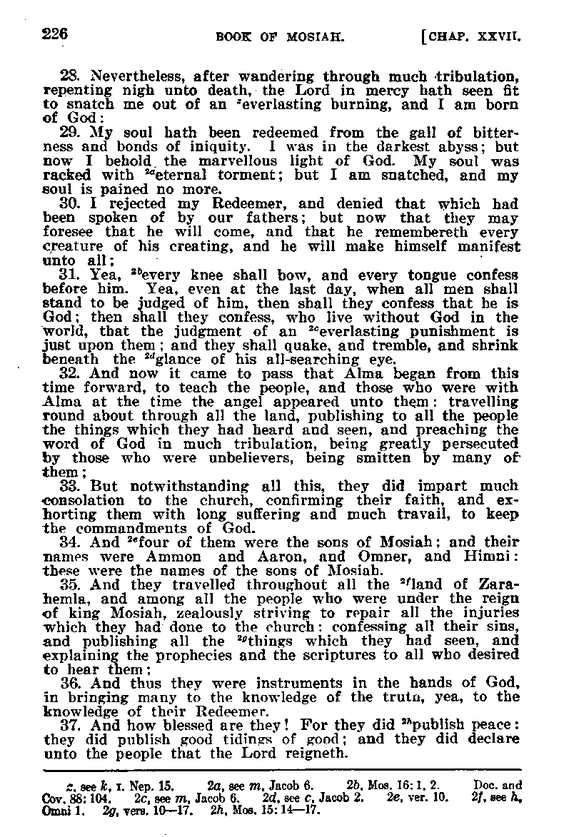 226 BOOK OF MOSIAH. [CHAP. XXVII.
28. Nevertheless, after wandering through much tribulation,
repenting nigh unto death, the Lord in mercy hath seen fit
to snatch me out of an ᶻeverlasting burning, and I am born
of God:
29. My soul hath been redeemed from the gall of bitter-
ness and bonds of iniquity. I was in the darkest abyss; but
now I behold the marvellous light of God. My soul was
racked with ²ᵃeternal torment; but I am snatched, and my
soul is pained no more.
30. I rejected my Redeemer, and denied that which had
been spoken of by our fathers; but now that they may
foresee that he will come, and that he remembereth every
creature of his creating, and he will make himself manifest
unto all;
31. Yea, ²ᵇevery knee shall bow, and every tongue confess
before him. Yea, even at the last day, when all men shall
stand to be judged of him, then shall they confess that he is
God; then shall they confess, who live without God in the
world, that the judgment of an ²ᶜeverlasting punishment is
just upon them; and they shall quake, and tremble, and shrink
beneath the ²ᵈglance of his all-searching eye.
32. And now it came to pass that Alma began from this
time forward, to teach the people, and those who were with
Alma at the time the angel appeared unto them: travelling
round about through all the land, publishing to all the people
the things which they had heard and seen, and preaching the
word of God in much tribulation, being greatly persecuted
by those who were unbelievers, being smitten by many of
them;
33. But notwithstanding all this, they did impart much
consolation to the church, confirming their faith, and ex-
horting them with long suffering and much travail, to keep
the commandments of God.
34. And ²ᵉfour of them were the sons of Mosiah; and their
names were Ammon and Aaron, and Omner, and Himni:
these were the names of the sons of Mosiah.
35. And they travelled throughout all the ²ᶠland of Zara-
hemla, and among all the people who were under the reign
of king Mosiah, zealously striving to repair all the injuries
which they had done to the church: confessing all their sins,
and publishing all the ²ᵍthings which they had seen, and
explaining the prophecies and the scriptures to all who desired
to hear them;
36. And thus they were instruments in the hands of God,
in bringing many to the knowledge of the truth, yea, to the
knowledge of their Redeemer.
37. And how blessed are they! For they did ²ʰpublish peace:
they did publish good tidings of good; and they did declare
unto the people that the Lord reigneth.
z, see k, 1. Nep. 15. 2a, see m, Jacob 6. 2b, Mos. 16: 1, 2. Doc. and
Cov. 88: 104. 2c, see m, Jacob 6. 2d, see c, Jacob 2. 2e, ver. 10. 2f, see h,
Omni 1. 2g, vers. 10—17. 2h, Mos. 15: 14—17.